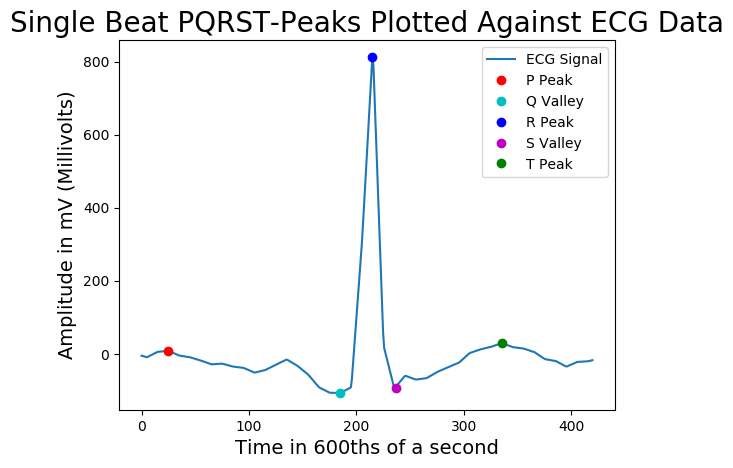 Single Beat PQRST-Peaks Plotted Against ECG Data
ECG Signal
P Peak
Q Valley
R Peak
S Valley
T Peak
Amplitude in mV (Millivolts)
800
600
400
200
0
0 100 200 300 400
Time in 600ths of a second